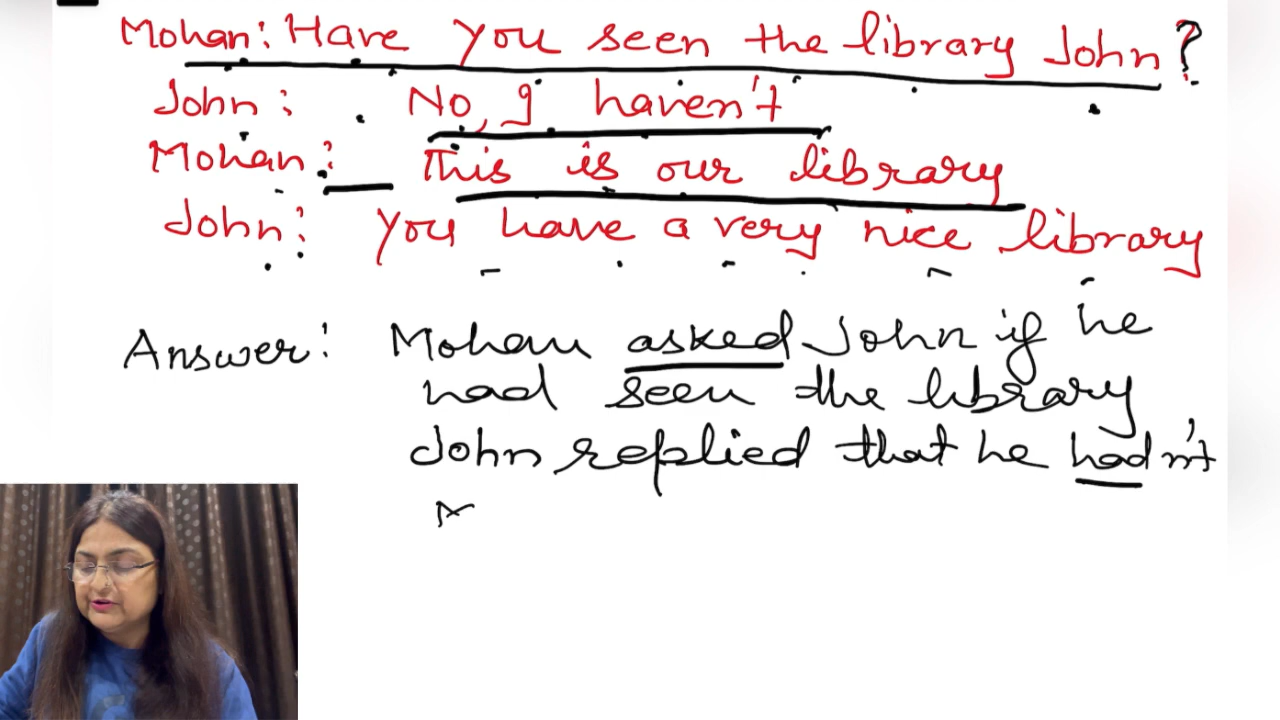 Mohan: Have you seen the library John?
John: No, I haven't
Mohan: This is our library
John: you have a very nice library
Answer: Mohan asked John if he
had seen the library
John replied that he hadn't